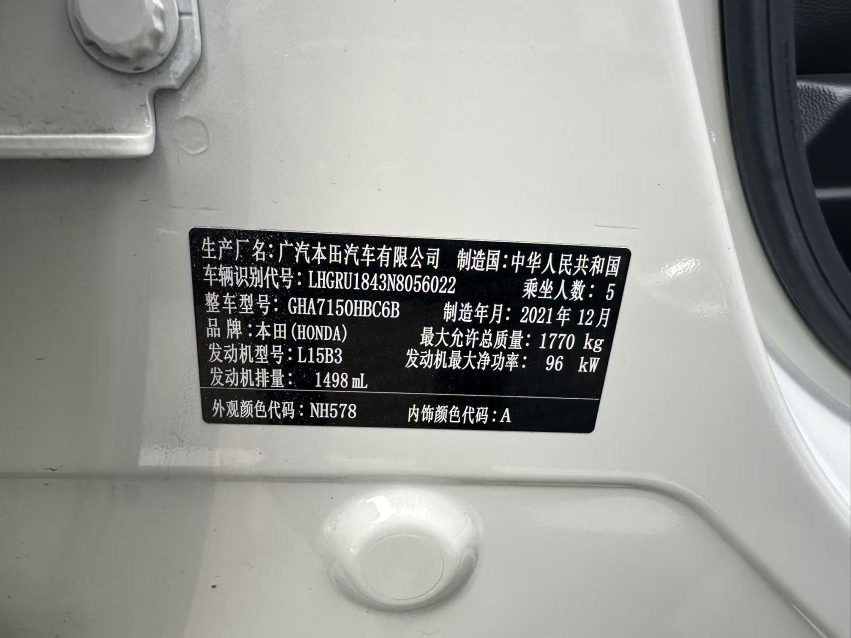 生产厂名:广汽本田汽车有限公司 制造国:中华人民共和国
车辆识别代号: LHGRU1843N8056022 乘坐人数: 5
整车型号: GHA7150HBC6B 制造年月: 2021年 12月
品 牌:本田(HONDA) 最大允许总质量: 1770 kg
发动机型号: L15B3 发动机最大净功率: 96 kW
发动机排量: 1498 mL
外观颜色代码: NH578 内饰颜色代码: A